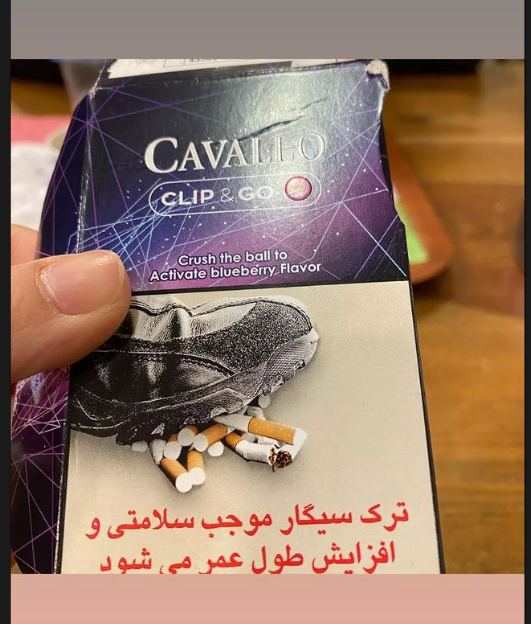 CAVALLO
CLIP & GO
Crush the ball to
Activate blueberry Flavor
ترک سیگار موجب سلامتی و
افزایش طول عمر می شود